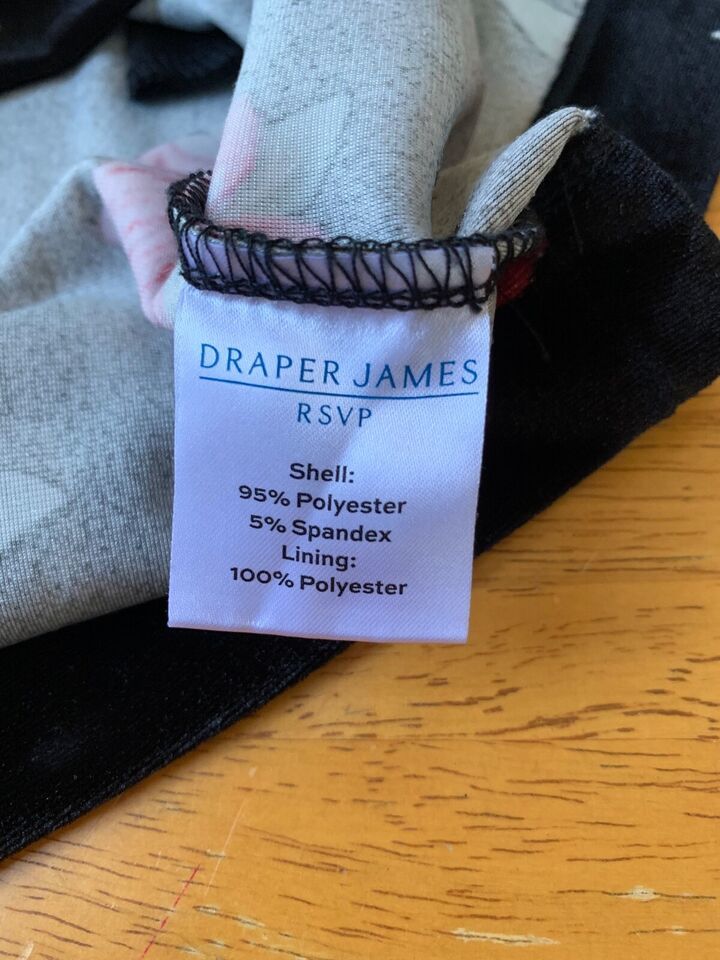 DRAPER JAMES
RSVP
Shell:
95% Polyester
5% Spandex
Lining:
100% Polyester